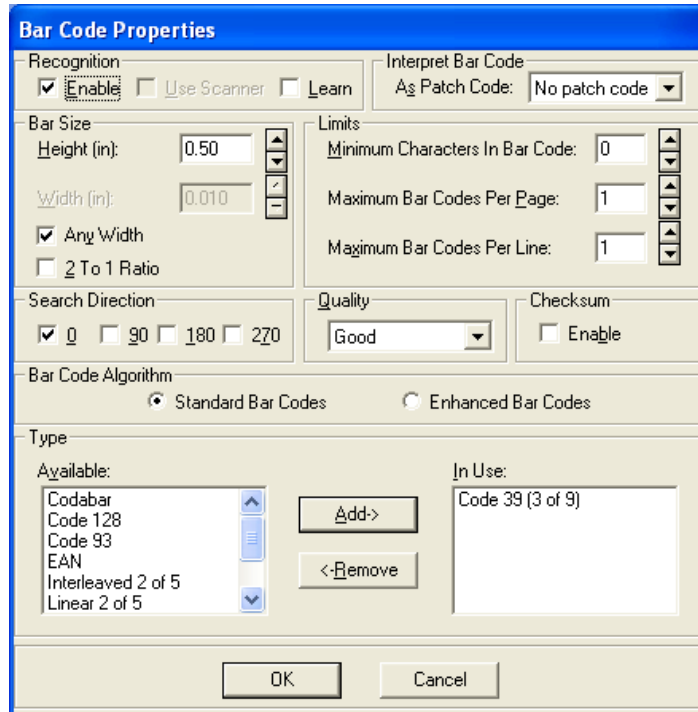 Bar Code Properties
Recognition
Enable Use Scanner Learn
Interpret Bar Code
As Patch Code: No patch code
Bar Size
Height (in): 0.50
Width (in): 0.010
Any Width
2 To 1 Ratio
Limits
Minimum Characters In Bar Code: 0
Maximum Bar Codes Per Page: 1
Maximum Bar Codes Per Line: 1
Search Direction
0 90 180 270
Quality
Good
Checksum
Enable
Bar Code Algorithm
Standard Bar Codes Enhanced Bar Codes
Type
Available:
Codabar
Code 128
Code 93
EAN
Interleaved 2 of 5
Linear 2 of 5
Add->
<-Remove
In Use:
Code 39 (3 of 9)
OK Cancel